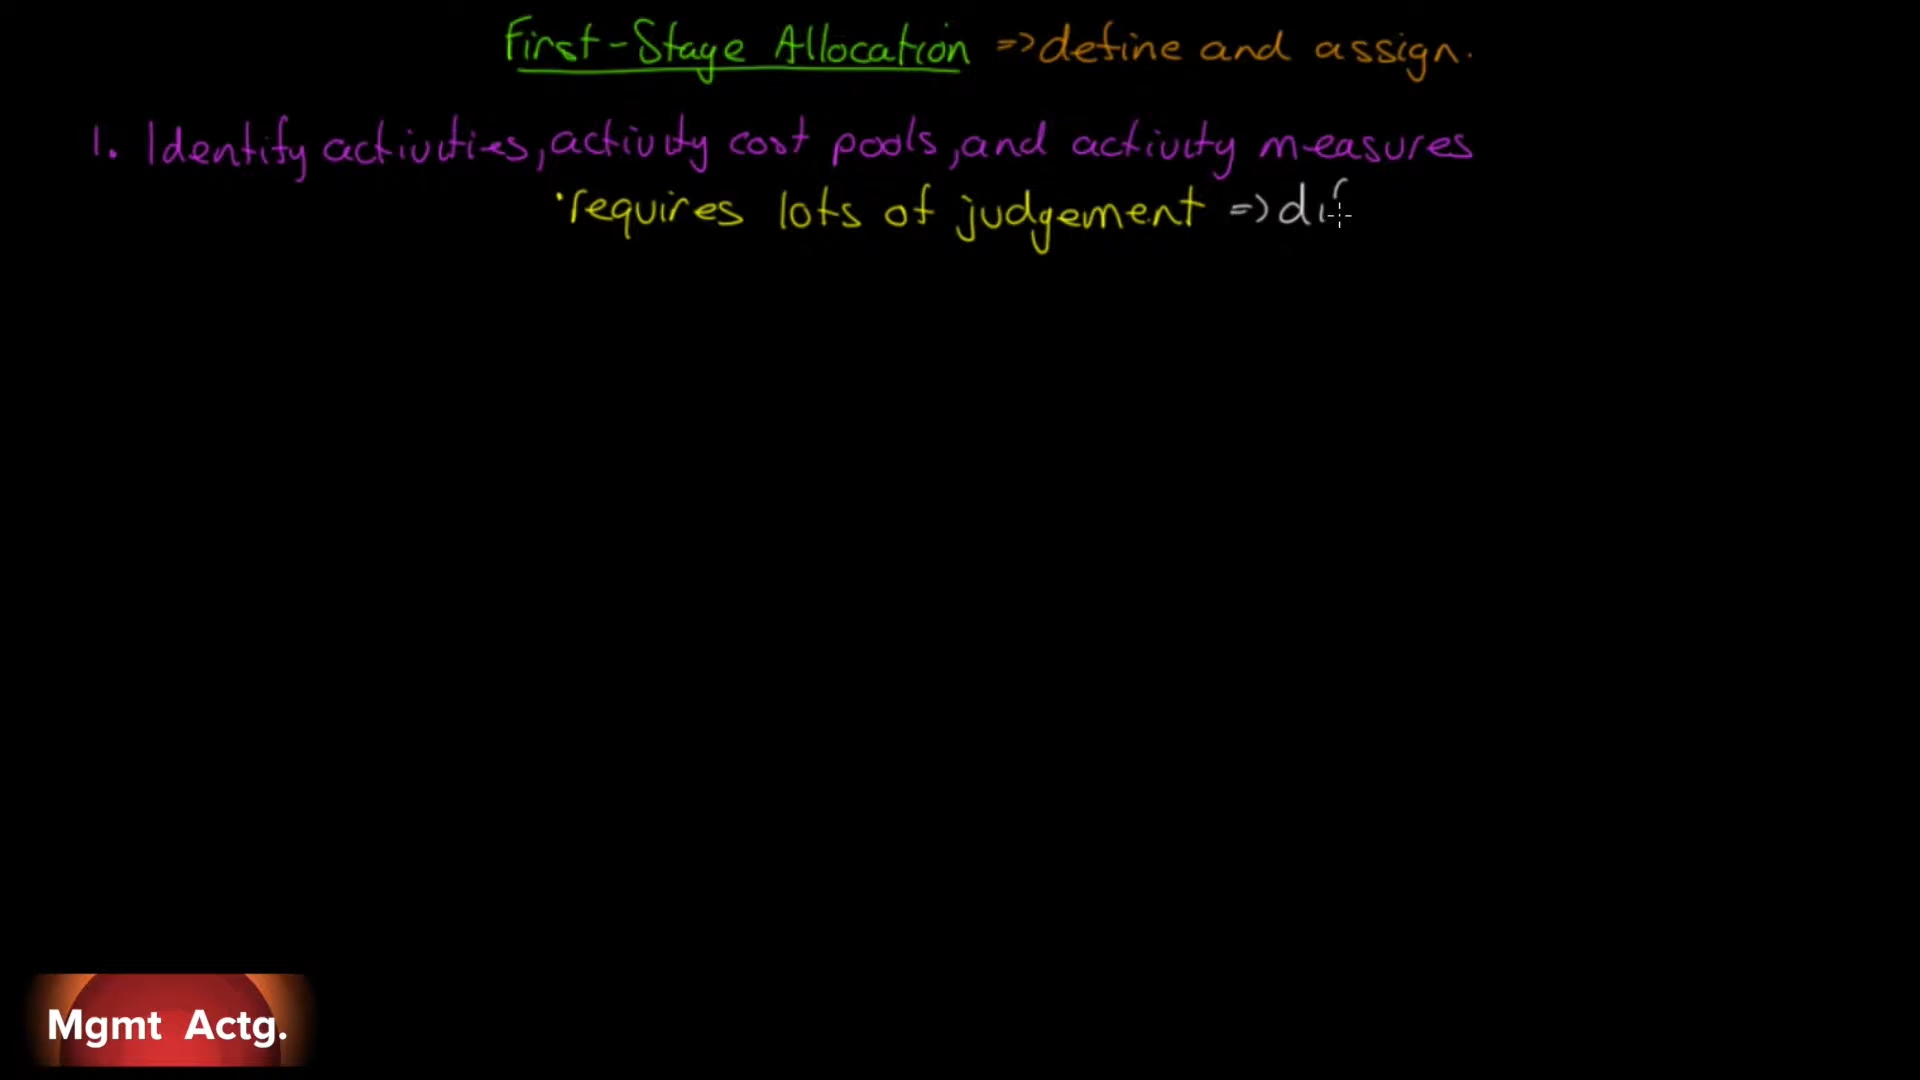 First-Stage Allocation => define and assign.
1. Identify activities, activity cost pools, and activity measures
• requires lots of judgement => dif
Mgmt Actg.